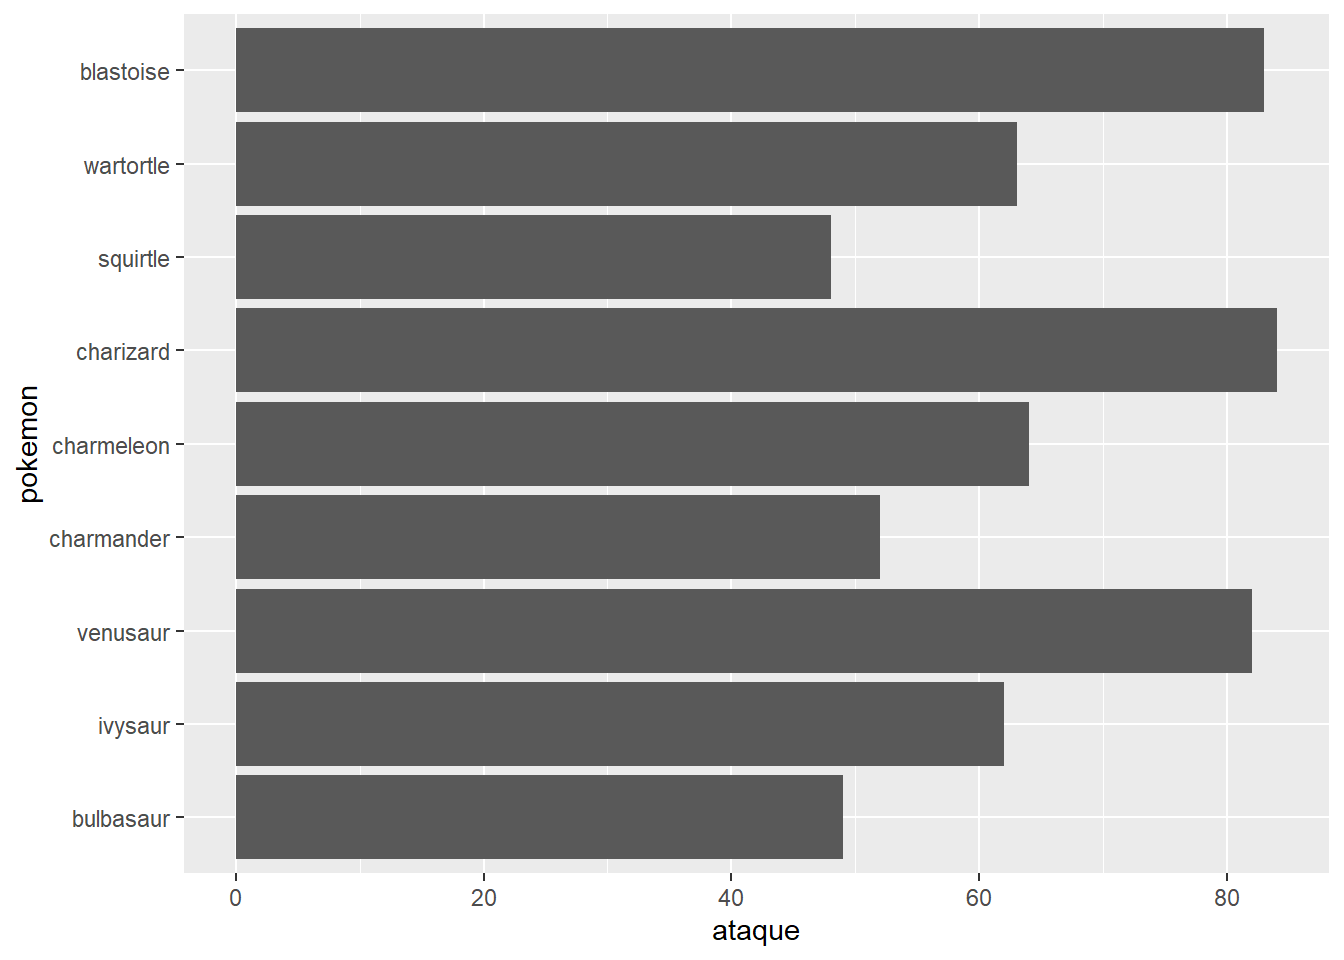 blastoise
wartortle
squirtle
charizard
charmeleon
charmander
venusaur
ivysaur
bulbasaur
pokemon
0 20 40 60 80
ataque